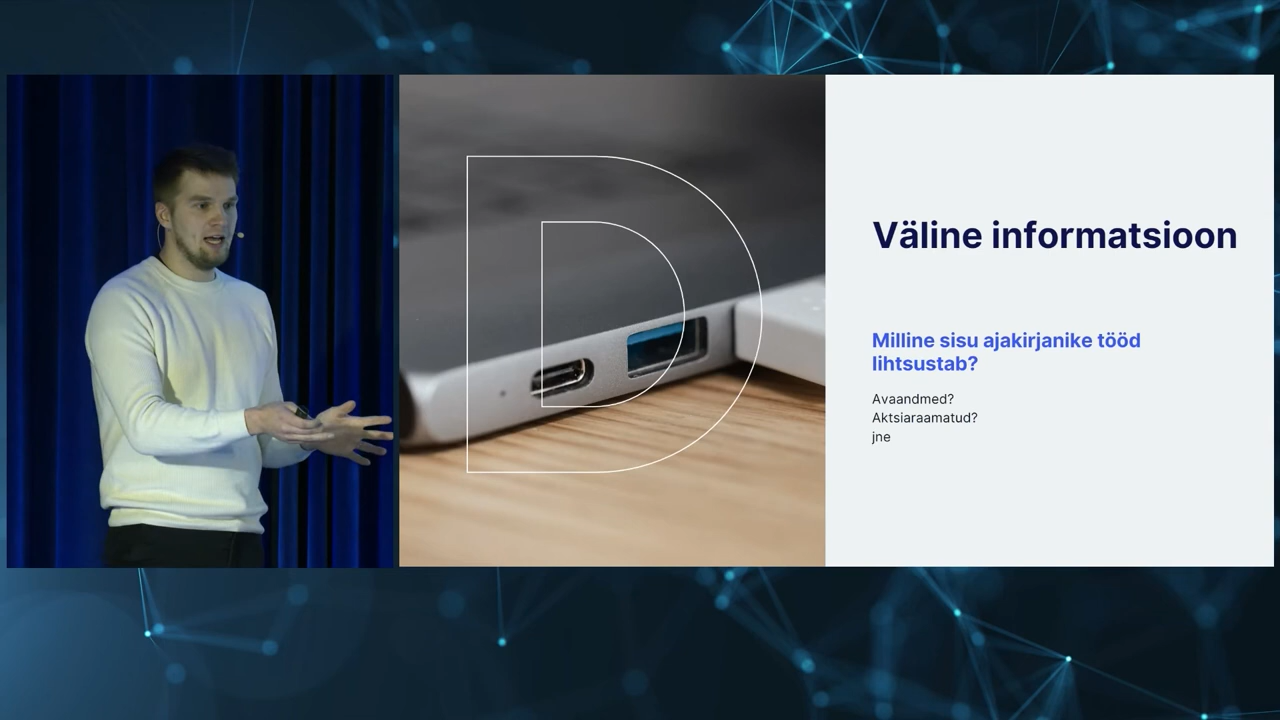 D
Väline informatsioon
Milline sisu ajakirjanike tööd
lihtsustab?
Avaandmed?
Aktsiaraamatud?
jne